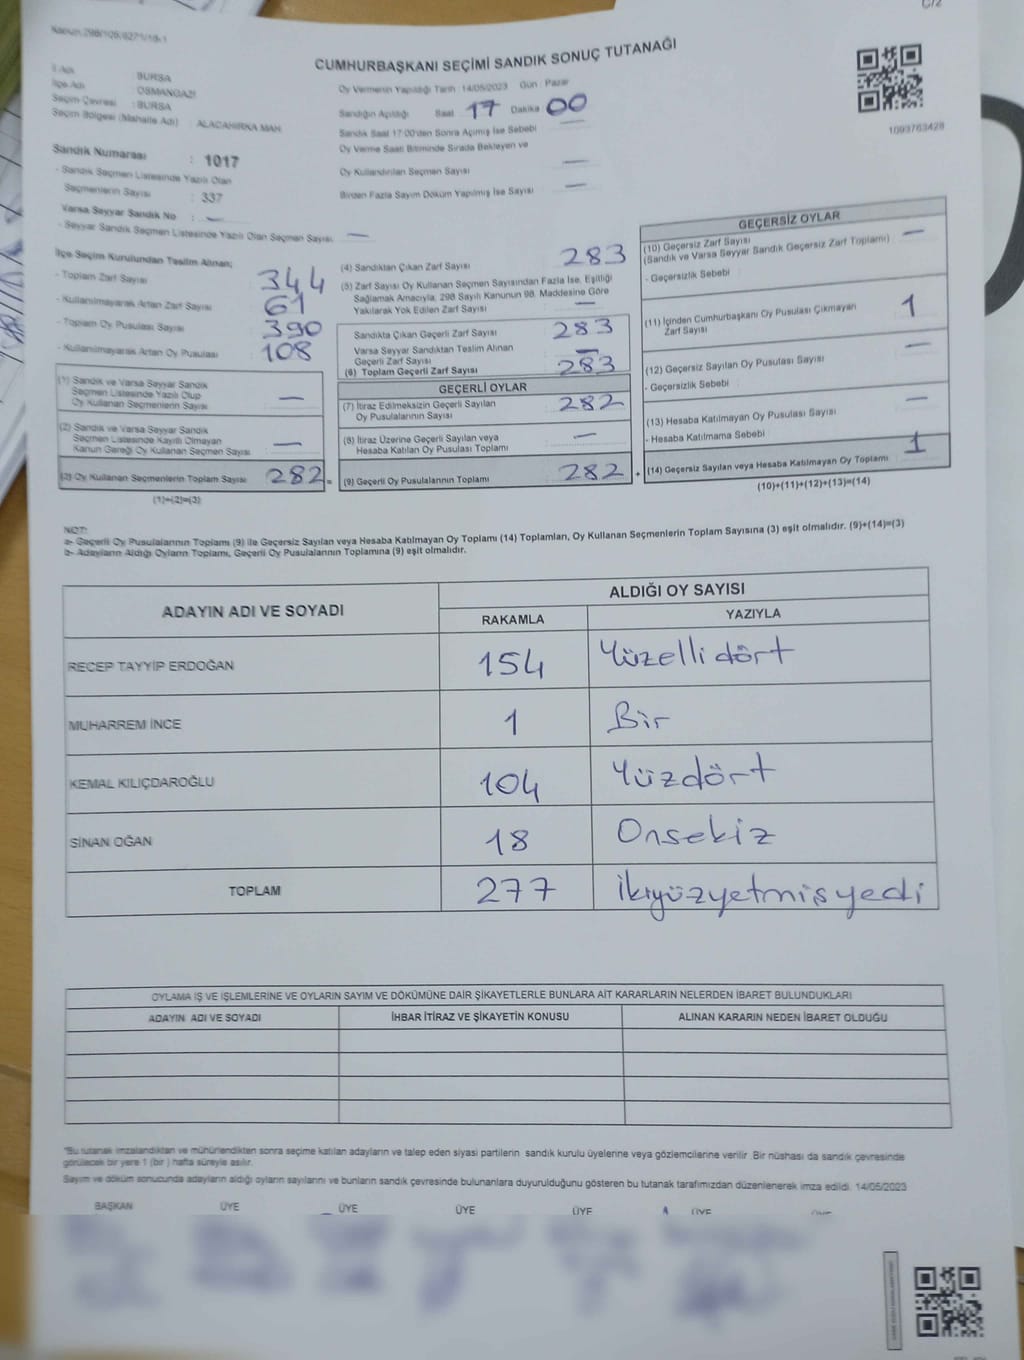 Kanun:298/105/6271/18-1
C/2
CUMHURBAŞKANI SEÇİMİ SANDIK SONUÇ TUTANAĞI
İl Adı : BURSA
İlçe Adı : OSMANGAZİ
Seçim Çevresi : BURSA
Seçim Bölgesi (Mahalle Adı) : ALACAHIRKA MAH
Oy Vermenin Yapıldığı Tarih : 14/05/2023 Gün : Pazar
Sandığın Açıldığı Saat 17 Dakika 00
Sandık Saat 17:00'den Sonra Açılmış İse Sebebi —
Oy Verme Saati Bitiminde Sırada Bekleyen ve
Oy Kullandırılan Seçmen Sayısı —
Birden Fazla Sayım Döküm Yapılmış İse Sayısı —
1093763428
Sandık Numarası : 1017
- Sandık Seçmen Listesinde Yazılı Olan
Seçmenlerin Sayısı : 337
Varsa Seyyar Sandık No : —
- Seyyar Sandık Seçmen Listesinde Yazılı Olan Seçmen Sayısı —
İlçe Seçim Kurulundan Teslim Alınan;
- Toplam Zarf Sayısı 344
- Kullanılmayarak Artan Zarf Sayısı 61
- Toplam Oy Pusulası Sayısı 390
- Kullanılmayarak Artan Oy Pusulası 108
(1) Sandık ve Varsa Seyyar Sandık
Seçmen Listesinde Yazılı Olup
Oy Kullanan Seçmenlerin Sayısı —
(2) Sandık ve Varsa Seyyar Sandık
Seçmen Listesinde Kayıtlı Olmayan
Kanun Gereği Oy Kullanan Seçmen Sayısı —
(3) Oy Kullanan Seçmenlerin Toplam Sayısı 282 =
(1)+(2)=(3)
(4) Sandıktan Çıkan Zarf Sayısı 283
(5) Zarf Sayısı Oy Kullanan Seçmen Sayısından Fazla İse, Eşitliği
Sağlamak Amacıyla, 298 Sayılı Kanunun 98. Maddesine Göre
Yakılarak Yok Edilen Zarf Sayısı —
Sandıkta Çıkan Geçerli Zarf Sayısı 283
Varsa Seyyar Sandıktan Teslim Alınan
Geçerli Zarf Sayısı —
(6) Toplam Geçerli Zarf Sayısı 283
GEÇERLİ OYLAR
(7) İtiraz Edilmeksizin Geçerli Sayılan
Oy Pusulalarının Sayısı : 282
(8) İtiraz Üzerine Geçerli Sayılan veya
Hesaba Katılan Oy Pusulası Toplamı : —
(9) Geçerli Oy Pusulalarının Toplamı : 282 +
GEÇERSİZ OYLAR
(10) Geçersiz Zarf Sayısı
(Sandık ve Varsa Seyyar Sandık Geçersiz Zarf Toplamı) : —
- Geçersizlik Sebebi
(11) İçinden Cumhurbaşkanı Oy Pusulası Çıkmayan
Zarf Sayısı 1
(12) Geçersiz Sayılan Oy Pusulası Sayısı —
- Geçersizlik Sebebi
(13) Hesaba Katılmayan Oy Pusulası Sayısı —
- Hesaba Katılmama Sebebi
(14) Geçersiz Sayılan veya Hesaba Katılmayan Oy Toplamı 1
(10)+(11)+(12)+(13)=(14)
NOT:
a- Geçerli Oy Pusulalarının Toplamı (9) ile Geçersiz Sayılan veya Hesaba Katılmayan Oy Toplamı (14) Toplamları, Oy Kullanan Seçmenlerin Toplam Sayısına (3) eşit olmalıdır. (9)+(14)=(3)
b- Adayların Aldığı Oyların Toplamı, Geçerli Oy Pusulalarının Toplamına (9) eşit olmalıdır.
ADAYIN ADI VE SOYADI
ALDIĞI OY SAYISI
RAKAMLA YAZIYLA
RECEP TAYYİP ERDOĞAN 154 Yüzelli dört
MUHARREM İNCE 1 Bir
KEMAL KILIÇDAROĞLU 104 Yüzdört
SİNAN OĞAN 18 Onsekiz
TOPLAM 277 ikiyüzyetmişyedi
OYLAMA İŞ VE İŞLEMLERİNE VE OYLARIN SAYIM VE DÖKÜMÜNE DAİR ŞİKAYETLERLE BUNLARA AİT KARARLARIN NELERDEN İBARET BULUNDUKLARI
ADAYIN ADI VE SOYADI İHBAR İTİRAZ VE ŞİKAYETİN KONUSU ALINAN KARARIN NEDEN İBARET OLDUĞU
*Bu tutanak imzalandıktan ve mühürlendikten sonra seçime katılan adayların ve talep eden siyasi partilerin sandık kurulu üyelerine veya gözlemcilerine verilir. Bir nüshası da sandık çevresinde
görülecek bir yere 1 (bir ) hafta süreyle asılır.
Sayım ve döküm sonucunda adayların aldığı oyların sayılarını ve bunların sandık çevresinde bulunanlara duyurulduğunu gösteren bu tutanak tarafımızdan düzenlenerek imza edildi. 14/05/2023
BAŞKAN ÜYE ÜYE ÜYE ÜYE ÜYE ÜYE